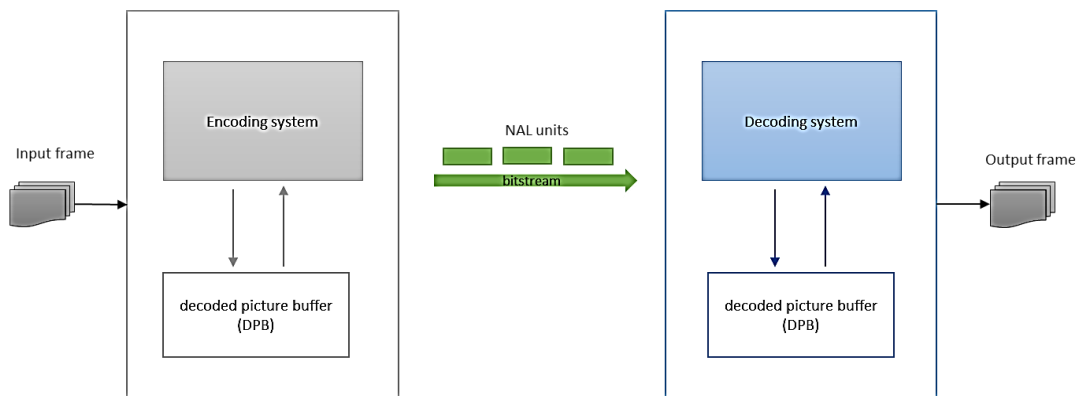 Input frame
Encoding system
decoded picture buffer
(DPB)
NAL units
bitstream
Decoding system
decoded picture buffer
(DPB)
Output frame